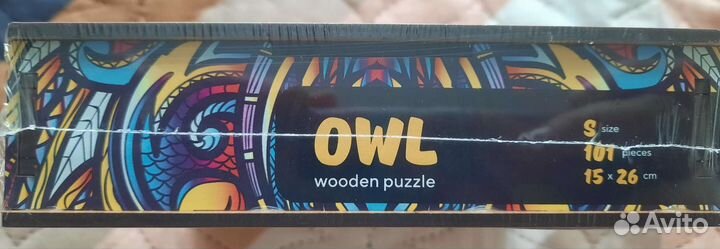 OWL
wooden puzzle
S size
101 pieces
15 x 26 cm
Avito